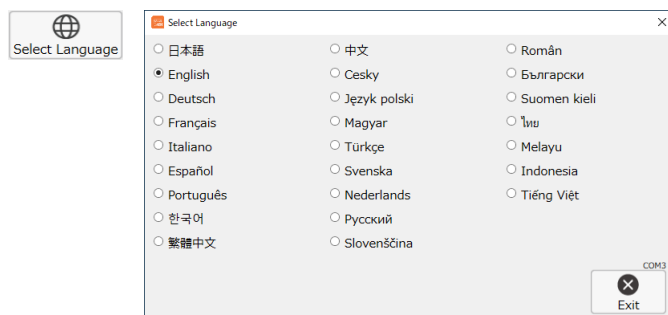 Select Language
Select Language
日本語
English
Deutsch
Français
Italiano
Español
Português
한국어
繁體中文
中文
Cesky
Język polski
Magyar
Türkçe
Svenska
Nederlands
Русский
Slovenščina
Román
Български
Suomen kieli
ไทย
Melayu
Indonesia
Tiếng Việt
COM3
Exit